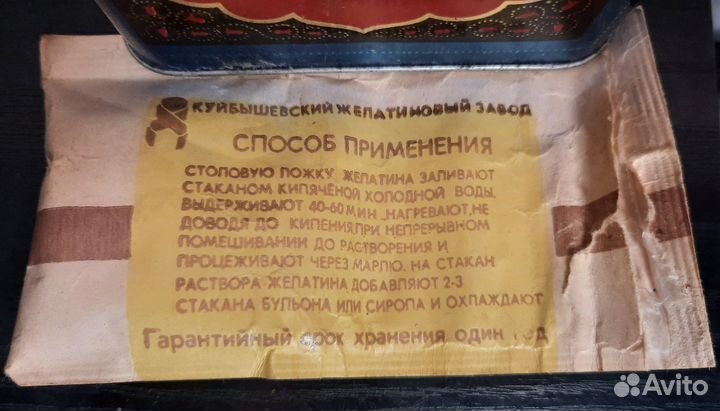 КУЙБЫШЕВСКИЙ ЖЕЛАТИНОВЫЙ ЗАВОД
СПОСОБ ПРИМЕНЕНИЯ
СТОЛОВУЮ ЛОЖКУ ЖЕЛАТИНА ЗАЛИВАЮТ
СТАКАНОМ КИПЯЧЁНОЙ ХОЛОДНОЙ ВОДЫ,
ВЫДЕРЖИВАЮТ 40-60 МИН.,НАГРЕВАЮТ,НЕ
ДОВОДЯ ДО КИПЕНИЯ,ПРИ НЕПРЕРЫВНОМ
ПОМЕШИВАНИИ ДО РАСТВОРЕНИЯ И
ПРОЦЕЖИВАЮТ ЧЕРЕЗ МАРЛЮ. НА СТАКАН
РАСТВОРА ЖЕЛАТИНА ДОБАВЛЯЮТ 2-3
СТАКАНА БУЛЬОНА ИЛИ СИРОПА И ОХЛАЖДАЮТ
Гарантийный срок хранения один год
Avito